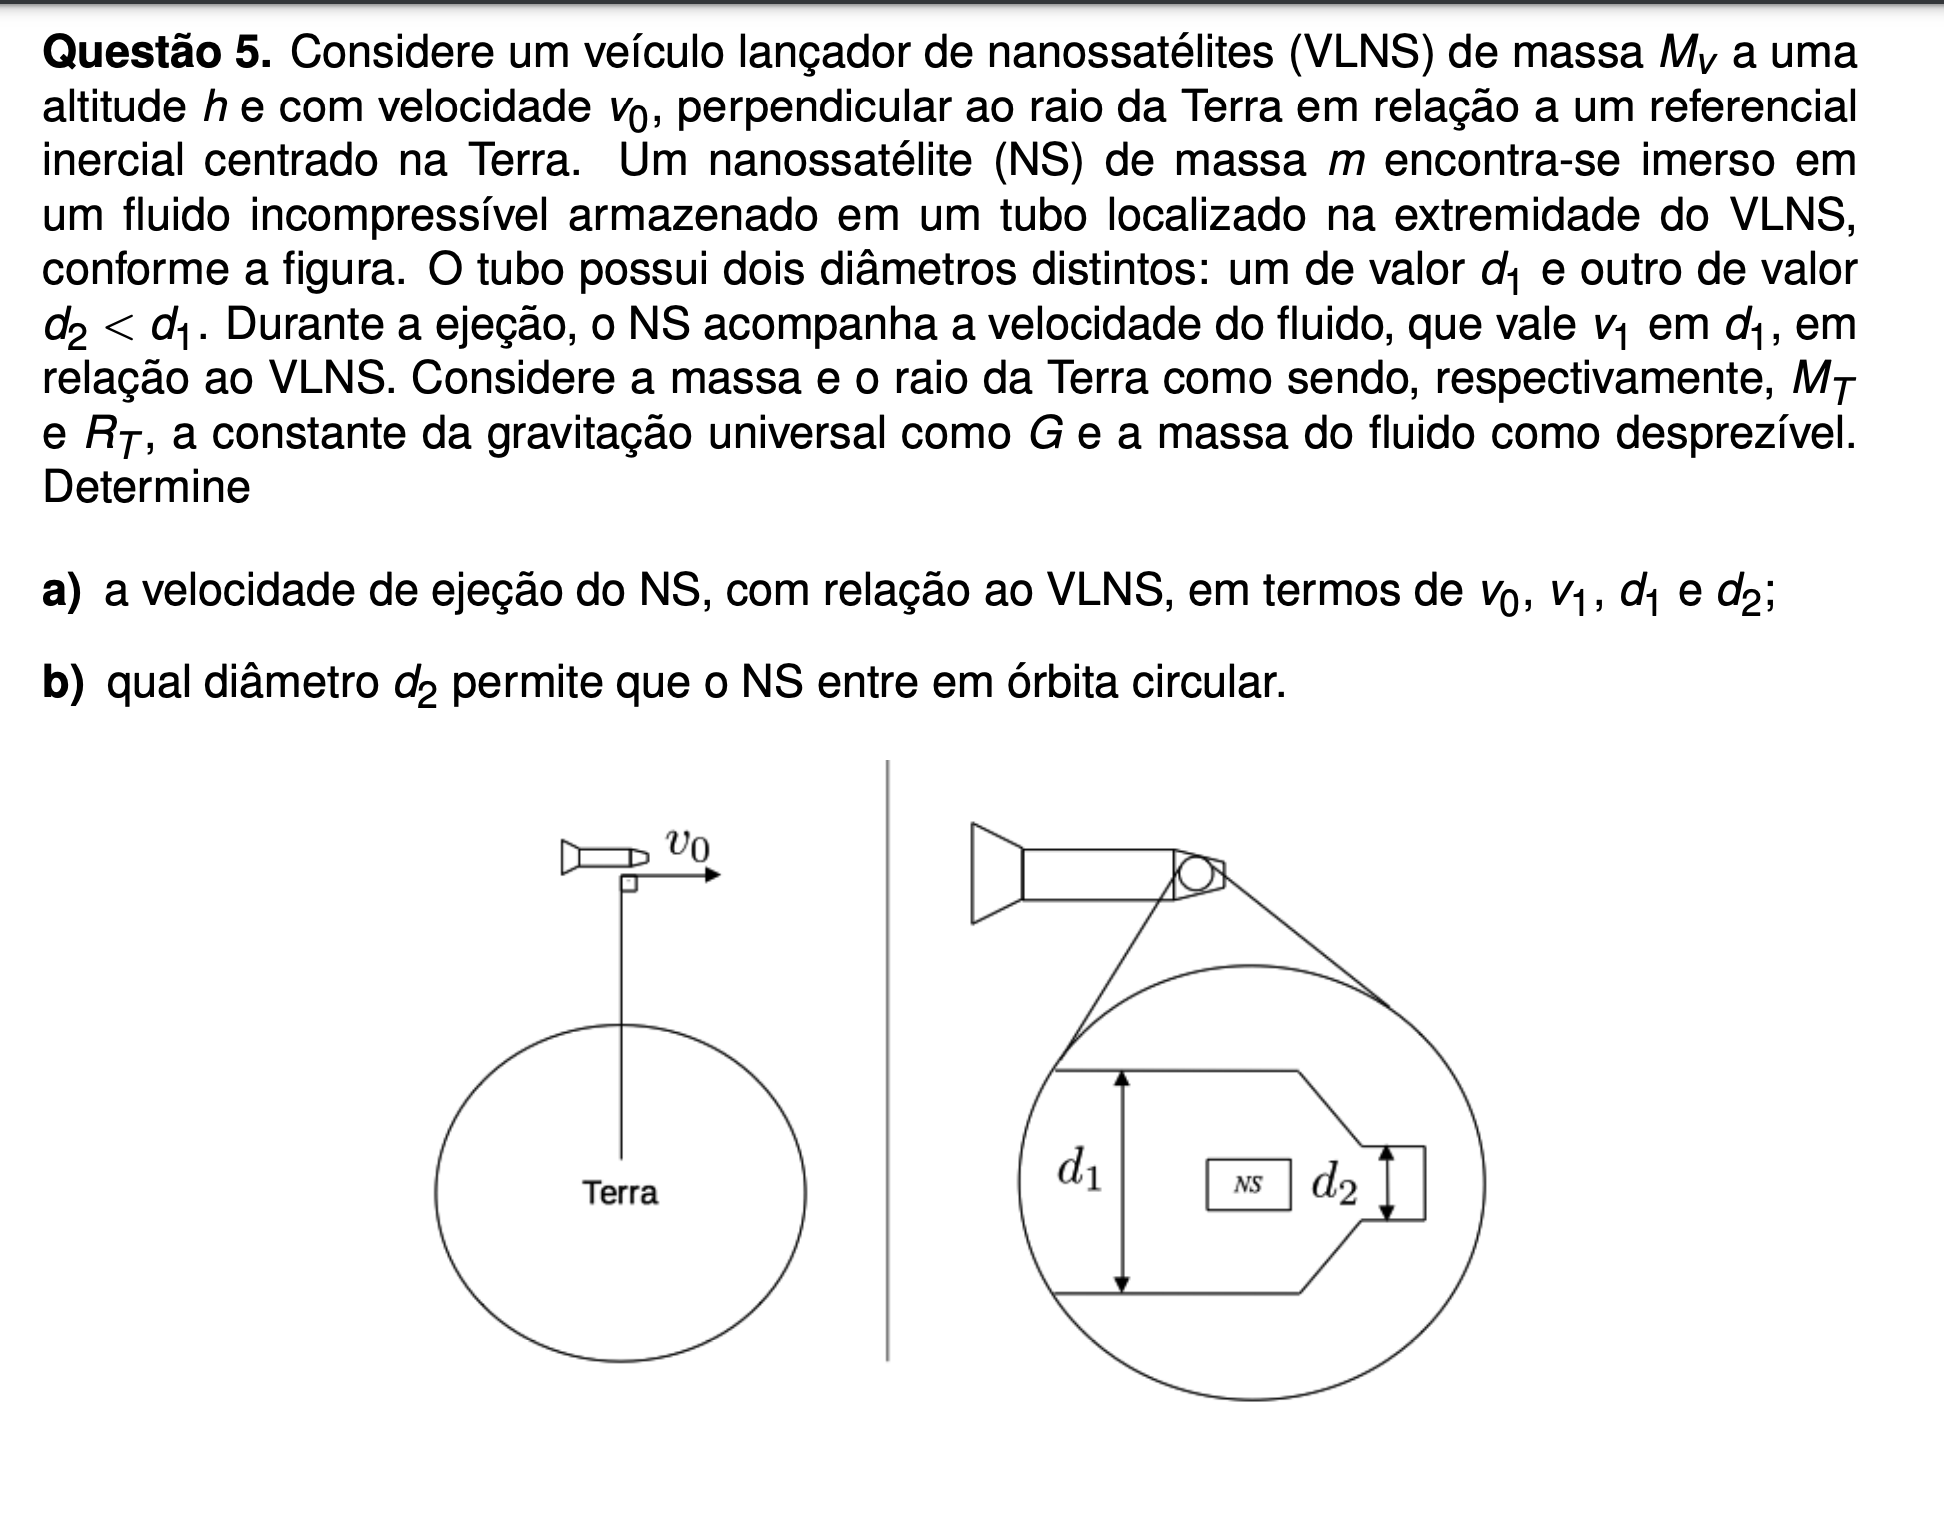 Questão 5. Considere um veículo lançador de nanossatélites (VLNS) de massa M_V a uma
altitude h e com velocidade v_0, perpendicular ao raio da Terra em relação a um referencial
inercial centrado na Terra. Um nanossatélite (NS) de massa m encontra-se imerso em
um fluido incompressível armazenado em um tubo localizado na extremidade do VLNS,
conforme a figura. O tubo possui dois diâmetros distintos: um de valor d_1 e outro de valor
d_2 < d_1. Durante a ejeção, o NS acompanha a velocidade do fluido, que vale v_1 em d_1, em
relação ao VLNS. Considere a massa e o raio da Terra como sendo, respectivamente, M_T
e R_T, a constante da gravitação universal como G e a massa do fluido como desprezível.
Determine
a) a velocidade de ejeção do NS, com relação ao VLNS, em termos de v_0, v_1, d_1 e d_2;
b) qual diâmetro d_2 permite que o NS entre em órbita circular.
v_0
Terra
d_1
NS
d_2